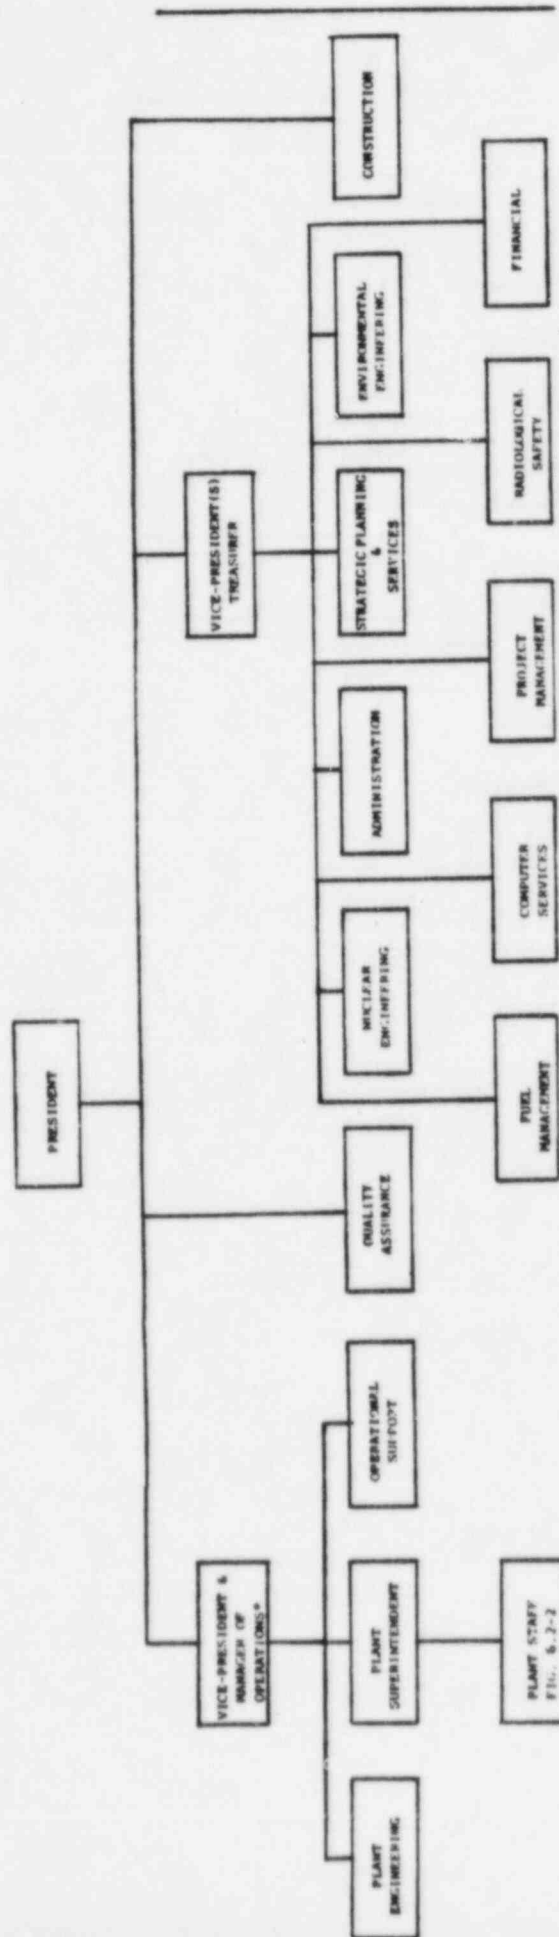 PRESIDENT
VICE-PRESIDENT &
MANAGER OF
OPERATIONS*
VICE-PRESIDENT(S)
TREASURER
PLANT
ENGINEERING
PLANT
SUPERINTENDENT
OPERATIONAL
SUPPORT
QUALITY
ASSURANCE
NUCLEAR
ENGINEERING
ADMINISTRATION
STRATEGIC PLANNING
&
SERVICES
ENVIRONMENTAL
ENGINEERING
CONSTRUCTION
PLANT STAFF
FIG. 6.2-2
FUEL
MANAGEMENT
COMPUTER
SERVICES
PROJECT
MANAGEMENT
RADIOLOGICAL
SAFETY
FINANCIAL